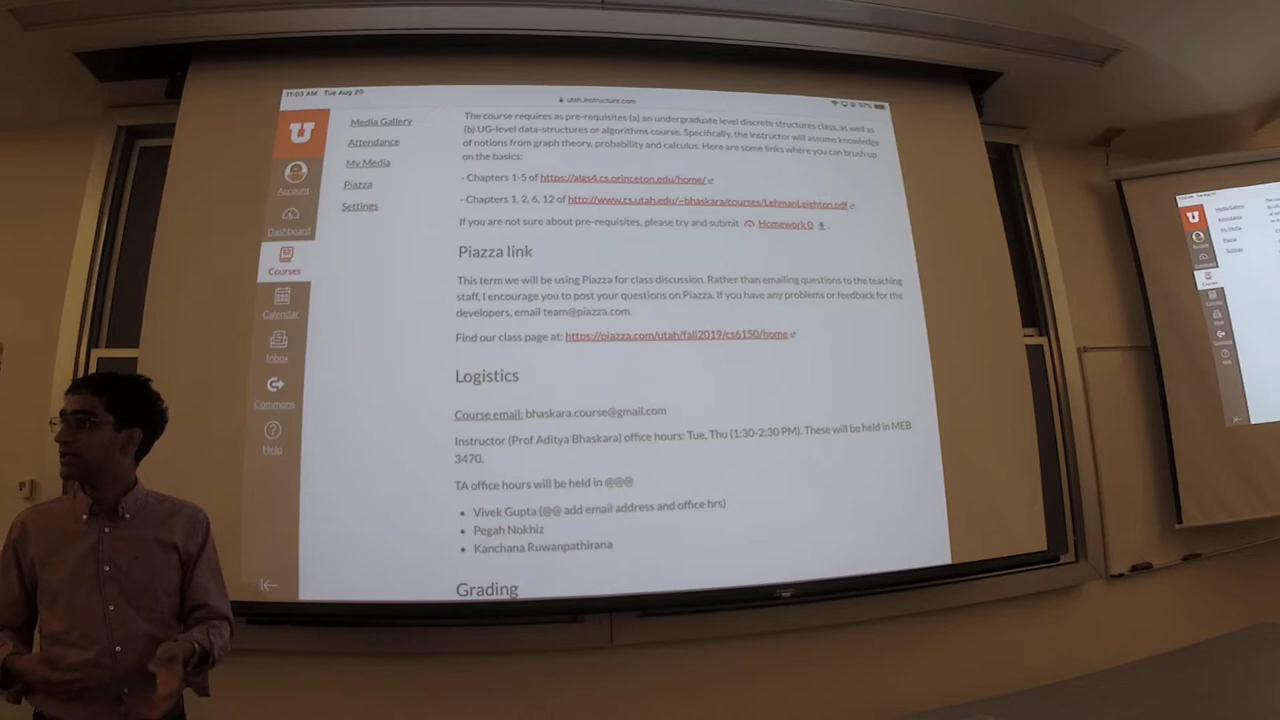 11:03 AM Tue Aug 20
utah.instructure.com
97%
U
Account
Dashboard
Courses
Calendar
Inbox
Commons
Help
Media Gallery
Attendance
My Media
Piazza
Settings
The course requires as pre-requisites (a) an undergraduate level discrete structures class, as well as
(b) UG-level data-structures or algorithms course. Specifically, the instructor will assume knowledge
of notions from graph theory, probability and calculus. Here are some links where you can brush up
on the basics:
- Chapters 1-5 of https://algs4.cs.princeton.edu/home/
- Chapters 1, 2, 6, 12 of http://www.cs.utah.edu/~bhaskara/courses/LehmanLeighton.pdf
If you are not sure about pre-requisites, please try and submit Homework 0 .
Piazza link
This term we will be using Piazza for class discussion. Rather than emailing questions to the teaching
staff, I encourage you to post your questions on Piazza. If you have any problems or feedback for the
developers, email team@piazza.com.
Find our class page at: https://piazza.com/utah/fall2019/cs6150/home
Logistics
Course email: bhaskara.course@gmail.com
Instructor (Prof Aditya Bhaskara) office hours: Tue, Thu (1:30-2:30 PM). These will be held in MEB
3470.
TA office hours will be held in @@@
• Vivek Gupta (@@ add email address and office hrs)
• Pegah Nokhiz
• Kanchana Ruwanpathirana
Grading
U
Media Gallery
Attendance
My Media
Piazza
Settings
Courses